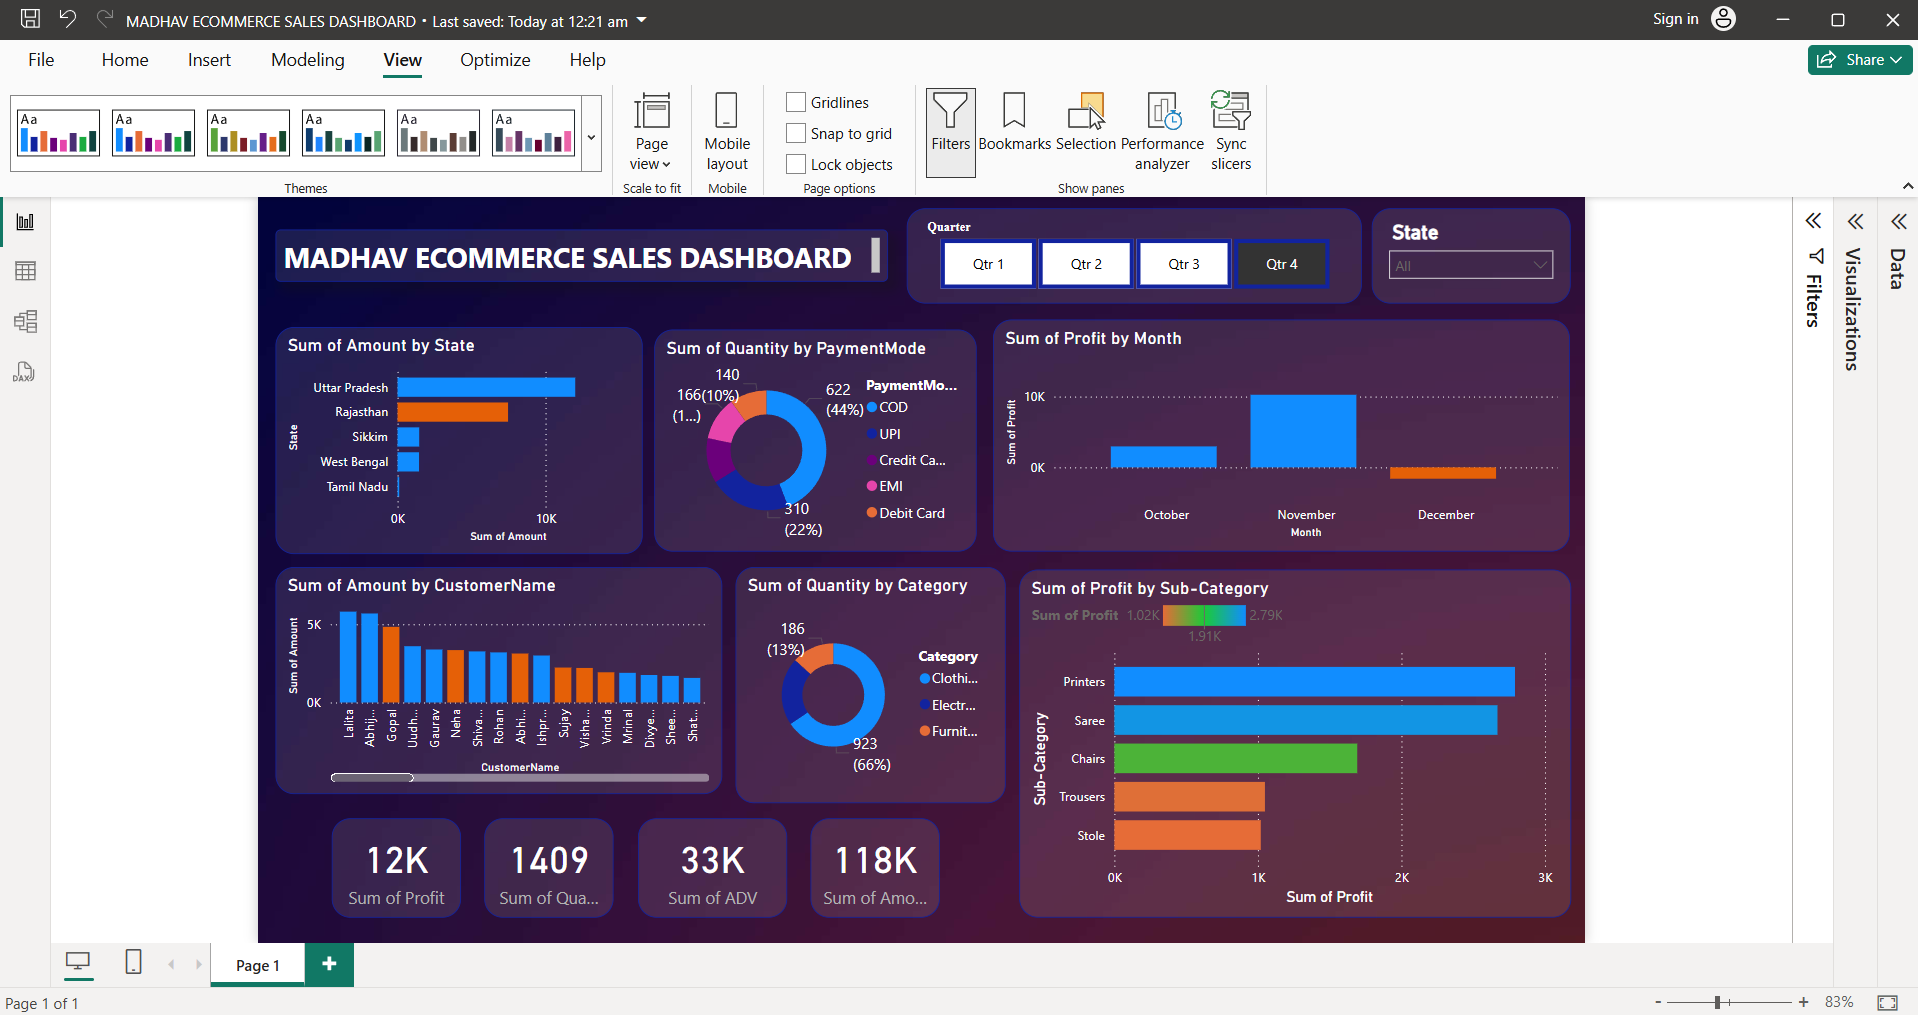 MADHAV ECOMMERCE SALES DASHBOARD • Last saved: Today at 12:21 am
Sign in
File Home Insert Modeling View Optimize Help
Share
Aa Aa Aa Aa Aa Aa
Themes
Page view
Scale to fit
Mobile layout
Mobile
Gridlines
Snap to grid
Lock objects
Page options
Filters
Bookmarks
Selection
Performance analyzer
Sync slicers
Show panes
MADHAV ECOMMERCE SALES DASHBOARD
Quarter
Qtr 1 Qtr 2 Qtr 3 Qtr 4
State
All
Filters
Visualizations
Data
DAX
Sum of Amount by State
State
Uttar Pradesh
Rajasthan
Sikkim
West Bengal
Tamil Nadu
0K 10K
Sum of Amount
Sum of Quantity by PaymentMode
140
(10%)
166
(1...)
622
(44%)
310
(22%)
PaymentMo...
COD
UPI
Credit Ca...
EMI
Debit Card
Sum of Profit by Month
Sum of Profit
10K
0K
October November December
Month
Sum of Amount by CustomerName
Sum of Amount
5K
0K
Lalita Abhij... Gopal Uudh... Gaurav Neha Shiva... Rohan Abhi... Ishpr... Sujay Visha... Vrinda Mrinal Divye... Shee... Shat...
CustomerName
Sum of Quantity by Category
186
(13%)
923
(66%)
Category
Clothi...
Electr...
Furnit...
Sum of Profit by Sub-Category
Sum of Profit 1.02K 2.79K
1.91K
Sub-Category
Printers
Saree
Chairs
Trousers
Stole
0K 1K 2K 3K
Sum of Profit
12K
Sum of Profit
1409
Sum of Qua...
33K
Sum of ADV
118K
Sum of Amo...
Page 1
+
Page 1 of 1
- + 83%